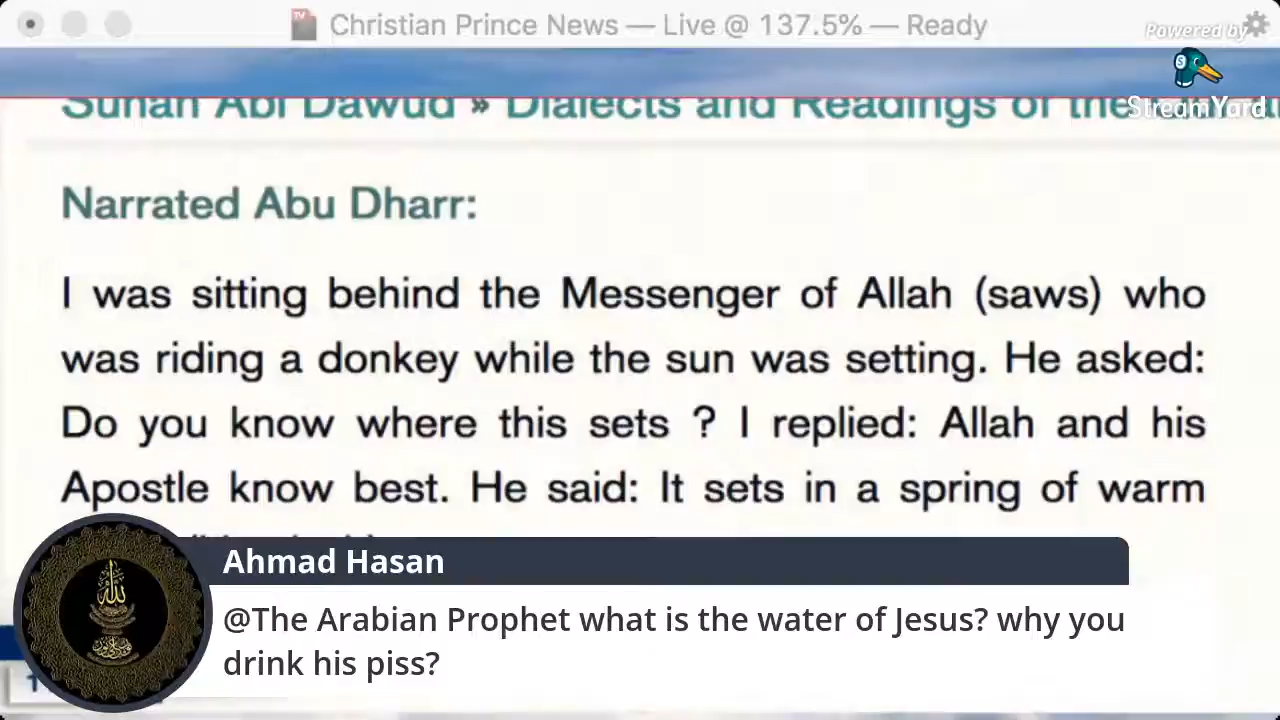 Christian Prince News — Live @ 137.5% — Ready
Powered by
StreamYard
Sunan Abi Dawud » Dialects and Readings of the
Narrated Abu Dharr:
I was sitting behind the Messenger of Allah (saws) who
was riding a donkey while the sun was setting. He asked:
Do you know where this sets ? I replied: Allah and his
Apostle know best. He said: It sets in a spring of warm
Ahmad Hasan
@The Arabian Prophet what is the water of Jesus? why you
drink his piss?